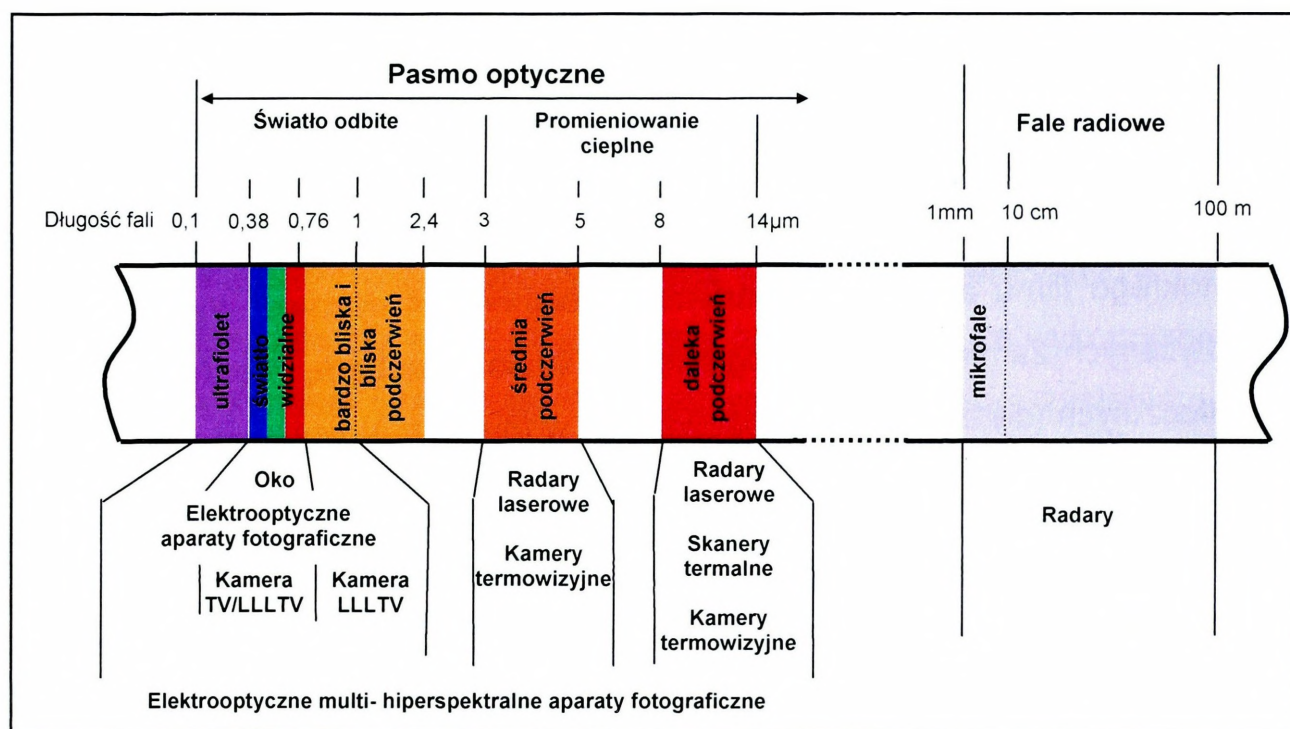 Pasmo optyczne
Światło odbite
Promieniowanie
cieplne
Fale radiowe
Długość fali 0,1 0,38 0,76 1 2,4 3 5 8 14µm 1mm 10 cm 100 m
ultrafiolet
światło
widzialne
bardzo bliska i
bliska
podczerwień
średnia
podczerwień
daleka
podczerwień
mikrofale
Oko
Elektrooptyczne
aparaty fotograficzne
Kamera
TV/LLLTV
Kamera
LLLTV
Radary
laserowe
Kamery
termowizyjne
Radary
laserowe
Skanery
termalne
Kamery
termowizyjne
Radary
Elektrooptyczne multi- hiperspektralne aparaty fotograficzne